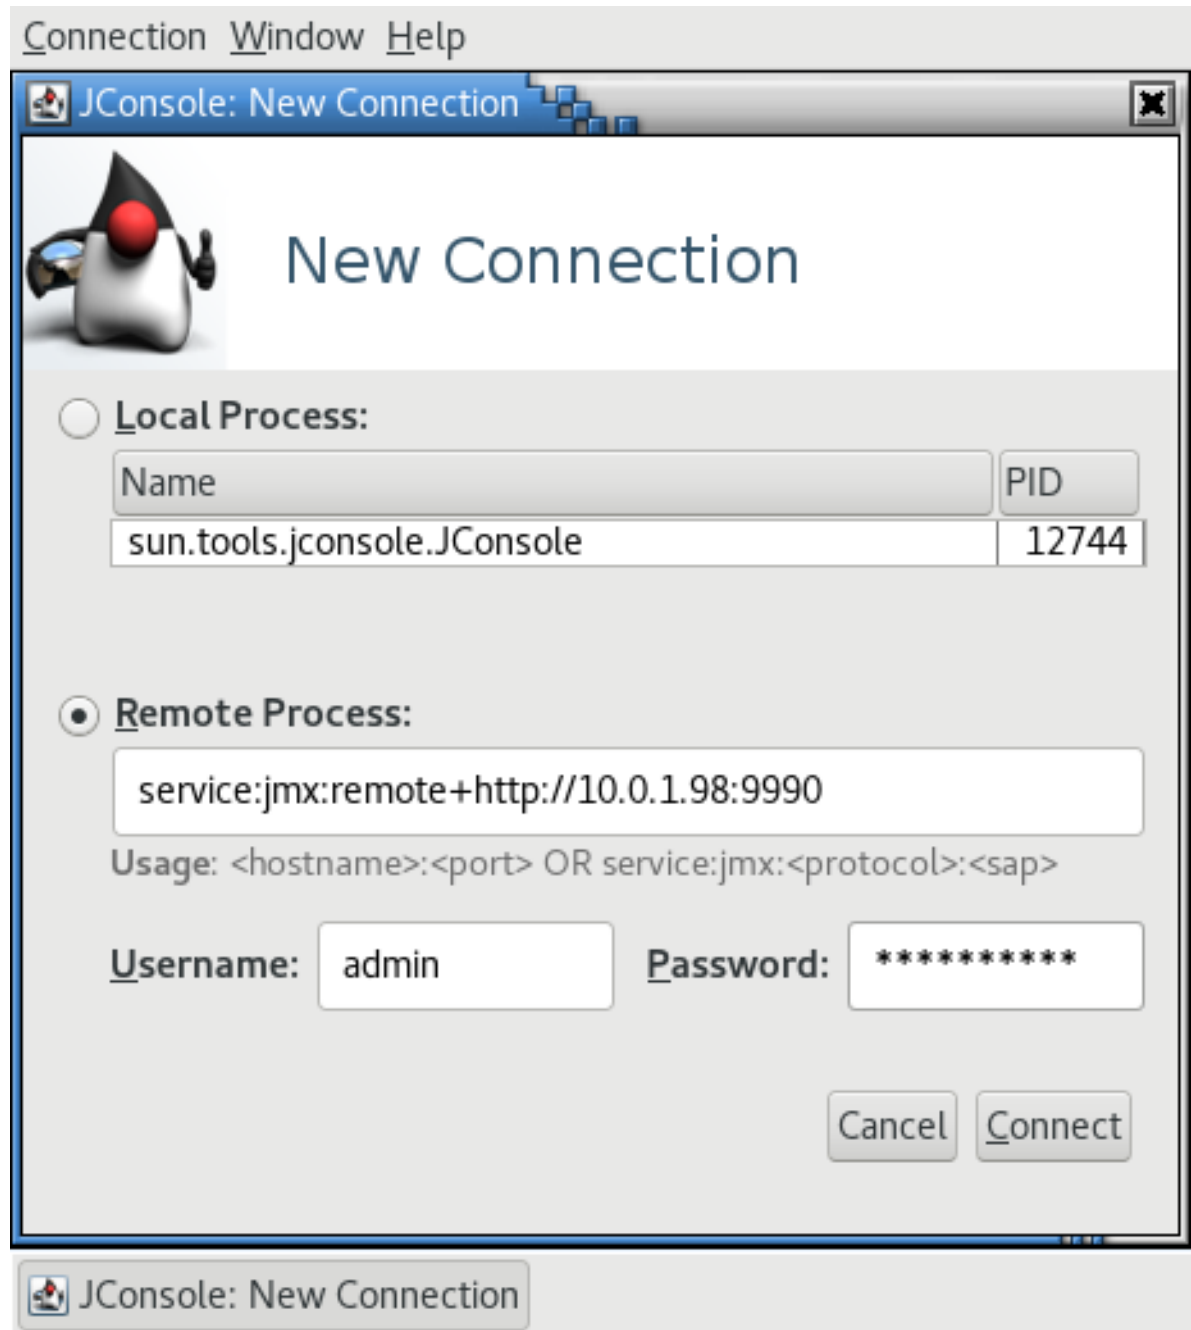 Connection Window Help
JConsole: New Connection
New Connection
Local Process:
Name PID
sun.tools.jconsole.JConsole 12744
Remote Process:
service:jmx:remote+http://10.0.1.98:9990
Usage: <hostname>:<port> OR service:jmx:<protocol>:<sap>
Username: admin Password: **********
Cancel Connect
JConsole: New Connection